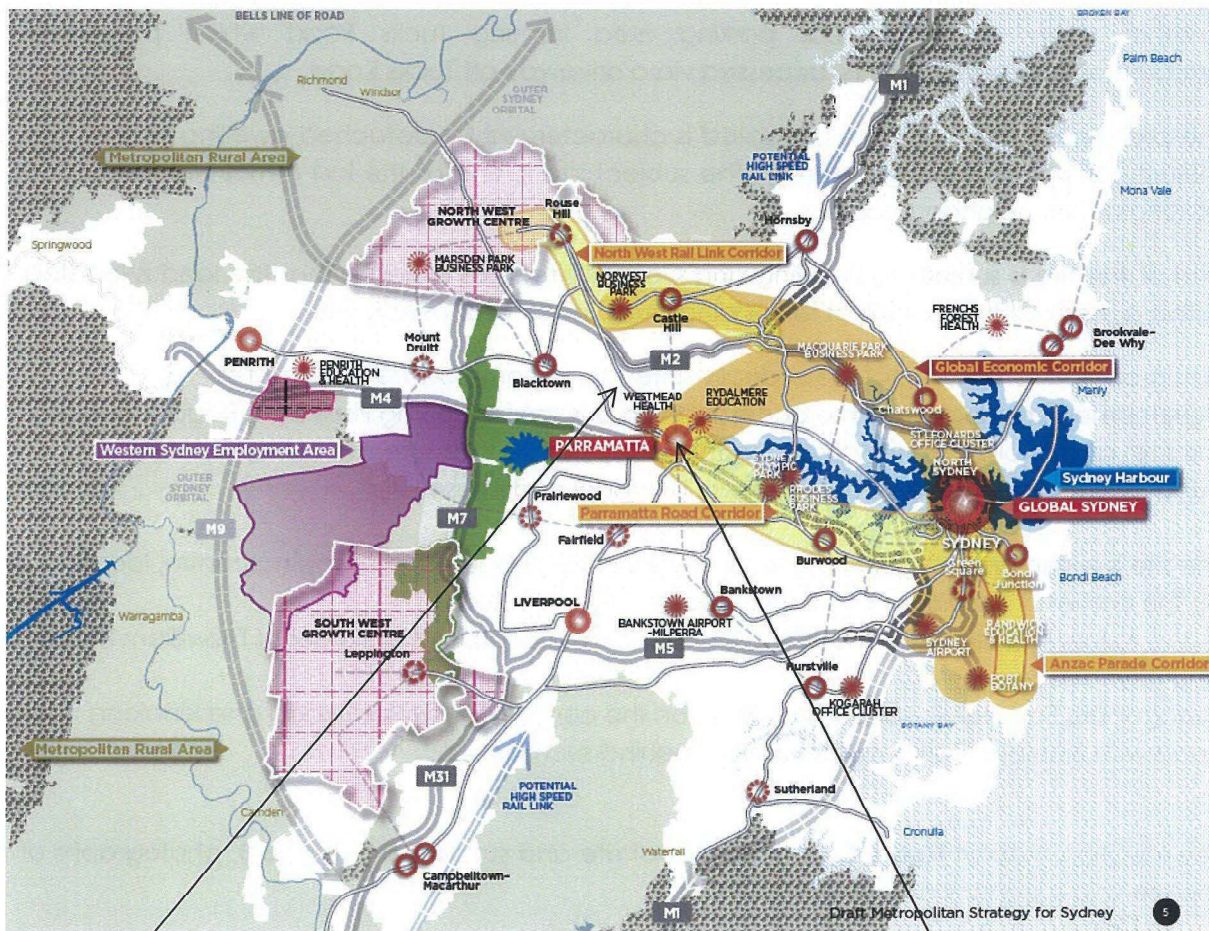 BELLS LINE OF ROAD
BROKEN BAY
Palm Beach
Richmond
Windsor
OUTER
SYDNEY
ORBITAL
M1
Metropolitan Rural Area
POTENTIAL
HIGH SPEED
RAIL LINK
Mona Vale
NORTH WEST
GROWTH CENTRE
Rouse
Hill
Hornsby
Springwood
MARSDEN PARK
BUSINESS PARK
North West Rail Link Corridor
NORWEST
BUSINESS
PARK
Castle
Hill
FRENCHS
FOREST
HEALTH
Brookvale-
Dee Why
PENRITH
PENRITH
EDUCATION
& HEALTH
Mount
Druitt
Blacktown
M2
MACQUARIE PARK
BUSINESS PARK
Global Economic Corridor
Manly
M4
WESTMEAD
HEALTH
RYDALMERE
EDUCATION
Chatswood
ST LEONARDS
OFFICE CLUSTER
Western Sydney Employment Area
PARRAMATTA
SYDNEY
OLYMPIC
PARK
NORTH
SYDNEY
Sydney Harbour
OUTER
SYDNEY
ORBITAL
Prairiewood
RHODES
BUSINESS
PARK
GLOBAL SYDNEY
M9
M7
Parramatta Road Corridor
Fairfield
Burwood
SYDNEY
Green
Square
Bondi
Junction
Bondi Beach
Warragamba
SOUTH WEST
GROWTH CENTRE
LIVERPOOL
Bankstown
BANKSTOWN AIRPORT
-MILPERRA
RANDWICK
EDUCATION
& HEALTH
Leppington
M5
SYDNEY
AIRPORT
Hurstville
Anzac Parade Corridor
PORT
BOTANY
KOGARAH
OFFICE CLUSTER
BOTANY BAY
Metropolitan Rural Area
M31
POTENTIAL
HIGH SPEED
RAIL LINK
Sutherland
Camden
Cronulla
Waterfall
Campbelltown-
Macarthur
M1
Draft Metropolitan Strategy for Sydney 5